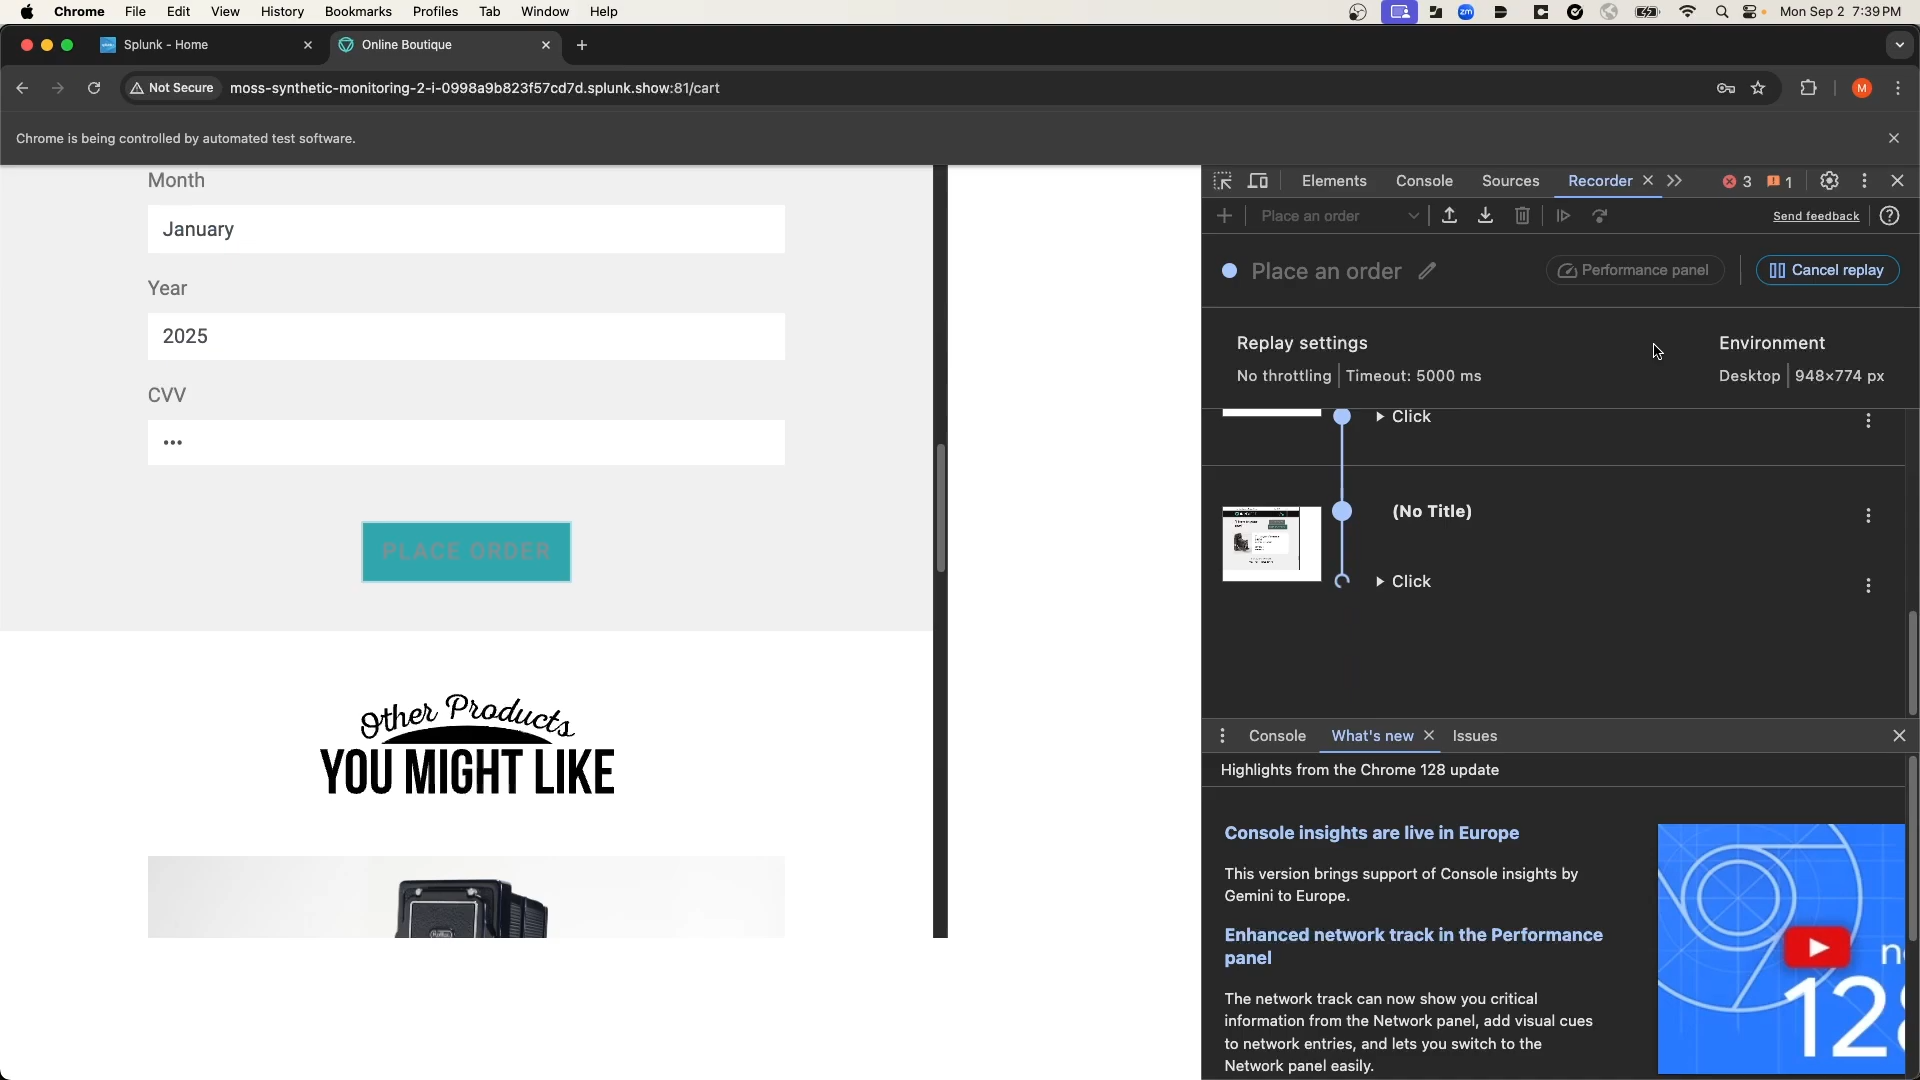 Chrome File Edit View History Bookmarks Profiles Tab Window Help
zm
Mon Sep 2 7:39 PM
Splunk - Home
Online Boutique
Not Secure
moss-synthetic-monitoring-2-i-0998a9b823f57cd7d.splunk.show:81/cart
M
Chrome is being controlled by automated test software.
Month
January
Year
2025
CVV
•••
PLACE ORDER
Other Products
YOU MIGHT LIKE
Elements Console Sources Recorder
3 1
Place an order
Send feedback
Place an order
Performance panel
Cancel replay
Replay settings
No throttling Timeout: 5000 ms
Environment
Desktop 948×774 px
Click
(No Title)
Click
Console What's new Issues
Highlights from the Chrome 128 update
Console insights are live in Europe
This version brings support of Console insights by
Gemini to Europe.
Enhanced network track in the Performance
panel
The network track can now show you critical
information from the Network panel, add visual cues
to network entries, and lets you switch to the
Network panel easily.
128